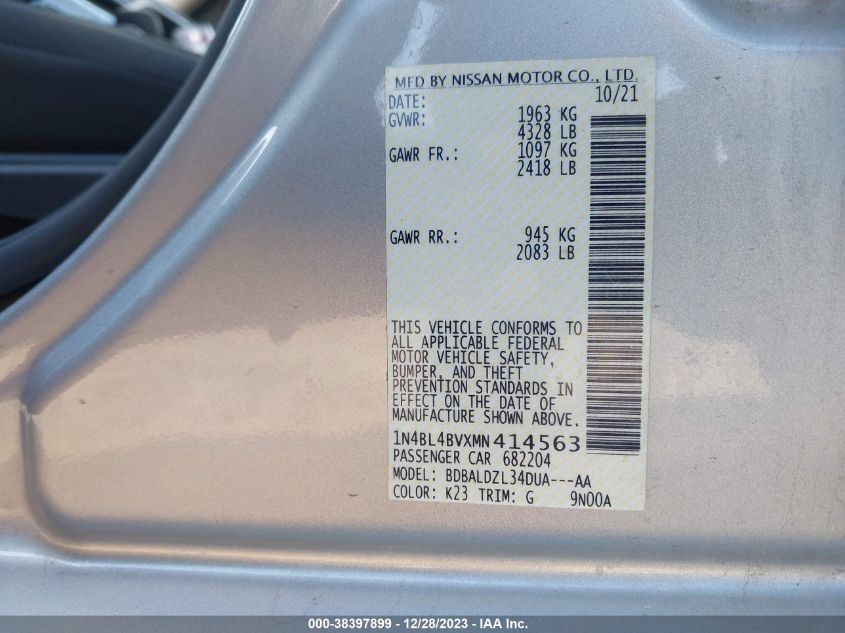 MFD BY NISSAN MOTOR CO., LTD.
DATE: 10/21
GVWR: 1963 KG
4328 LB
GAWR FR.: 1097 KG
2418 LB
GAWR RR.: 945 KG
2083 LB
THIS VEHICLE CONFORMS TO
ALL APPLICABLE FEDERAL
MOTOR VEHICLE SAFETY,
BUMPER, AND THEFT
PREVENTION STANDARDS IN
EFFECT ON THE DATE OF
MANUFACTURE SHOWN ABOVE.
1N4BL4BVXMN414563
PASSENGER CAR 682204
MODEL: BDBALDZL34DUA---AA
COLOR: K23 TRIM: G 9N00A
000-38397899 - 12/28/2023 - © IAA Inc.